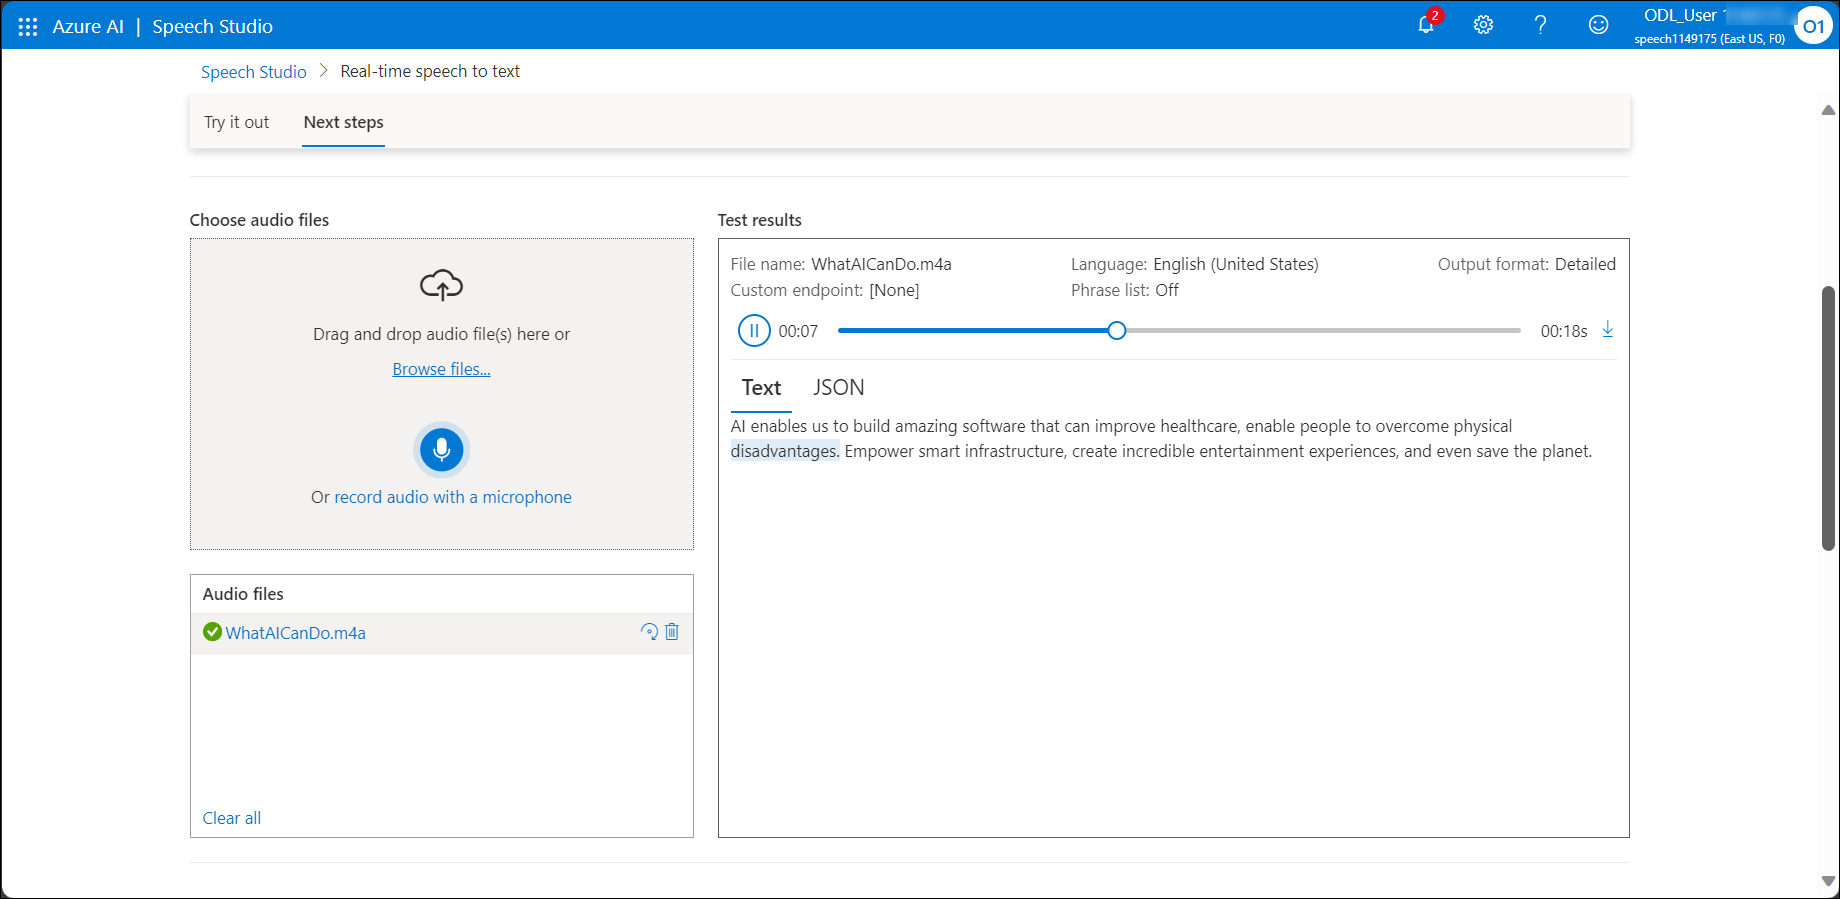 Azure AI | Speech Studio
2
ODL_User
speech1149175 (East US, F0)
O1
Speech Studio > Real-time speech to text
Try it out
Next steps
Choose audio files
Drag and drop audio file(s) here or
Browse files...
Or record audio with a microphone
Audio files
WhatAICanDo.m4a
Clear all
Test results
File name: WhatAICanDo.m4a
Language: English (United States)
Output format: Detailed
Custom endpoint: [None]
Phrase list: Off
00:07
00:18s
Text
JSON
AI enables us to build amazing software that can improve healthcare, enable people to overcome physical
disadvantages. Empower smart infrastructure, create incredible entertainment experiences, and even save the planet.